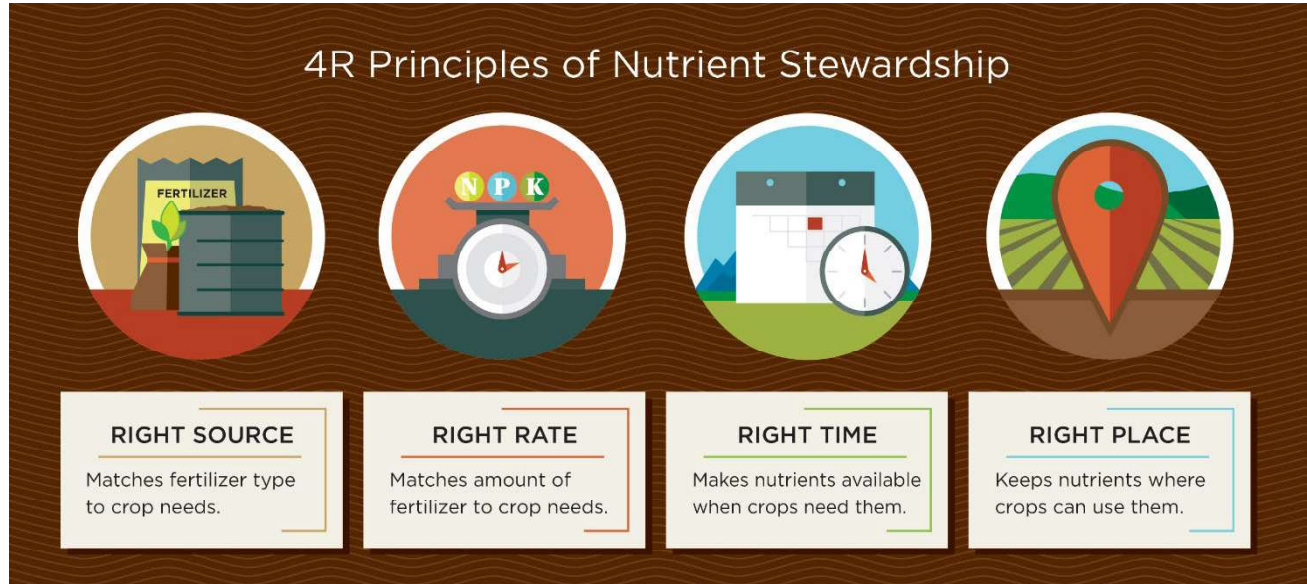 4R Principles of Nutrient Stewardship
FERTILIZER
N P K
RIGHT SOURCE
Matches fertilizer type
to crop needs.
RIGHT RATE
Matches amount of
fertilizer to crop needs.
RIGHT TIME
Makes nutrients available
when crops need them.
RIGHT PLACE
Keeps nutrients where
crops can use them.